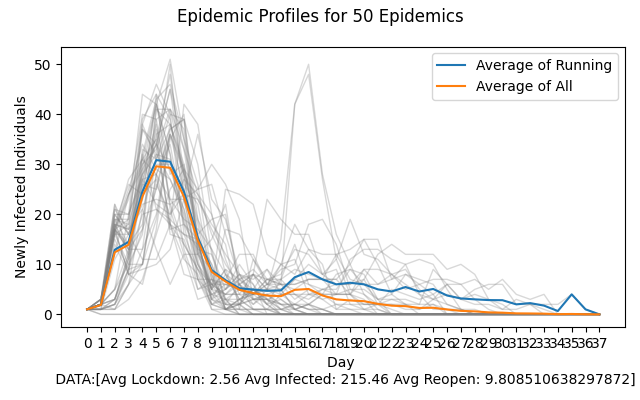 Epidemic Profiles for 50 Epidemics
Average of Running
Average of All
Newly Infected Individuals
50
40
30
20
10
0
0 1 2 3 4 5 6 7 8 9 10 11 12 13 14 15 16 17 18 19 20 21 22 23 24 25 26 27 28 29 30 31 32 33 34 35 36 37
Day
DATA:[Avg Lockdown: 2.56 Avg Infected: 215.46 Avg Reopen: 9.808510638297872]